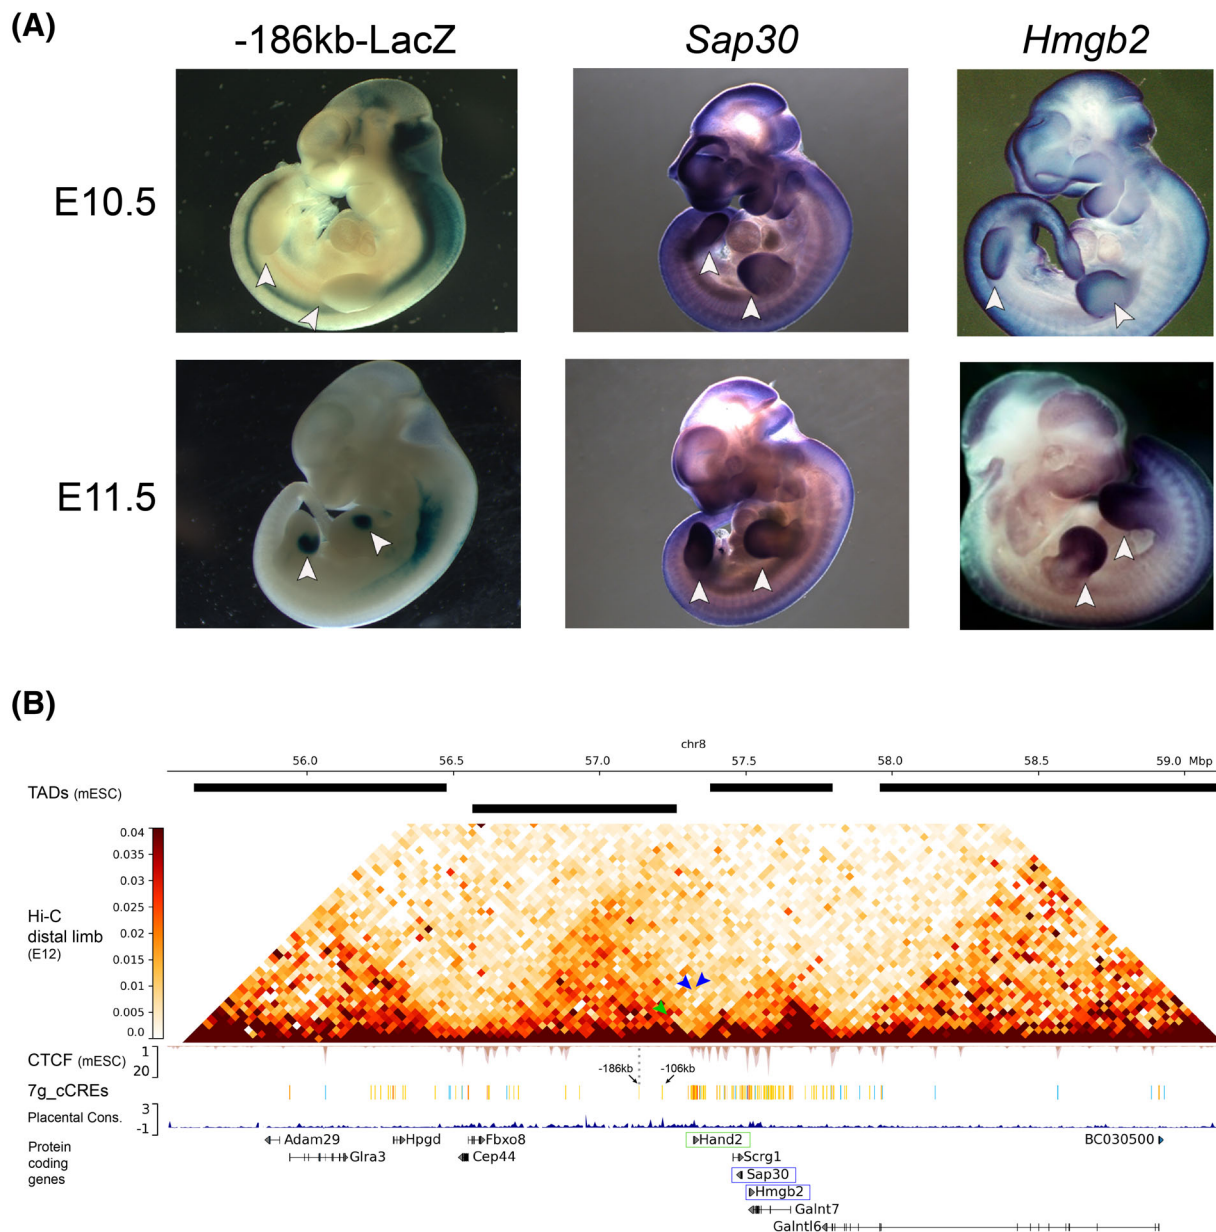 (A)
-186kb-LacZ
Sap30
Hmgb2
E10.5
E11.5
(B)
chr8
56.0 56.5 57.0 57.5 58.0 58.5 59.0 Mbp
TADs (mESC)
0.04
0.035
0.03
0.025
0.02
0.015
0.01
0.005
0.0
Hi-C
distal limb
(E12)
CTCF (mESC)
1
20
-186kb
-106kb
7g_cCREs
Placental Cons.
3
-1
Protein
coding
genes
Adam29 Hpgd Fbxo8 Hand2 BC030500
Glra3 Cep44 Scrg1
Sap30
Hmgb2
Galnt7
Galntl6